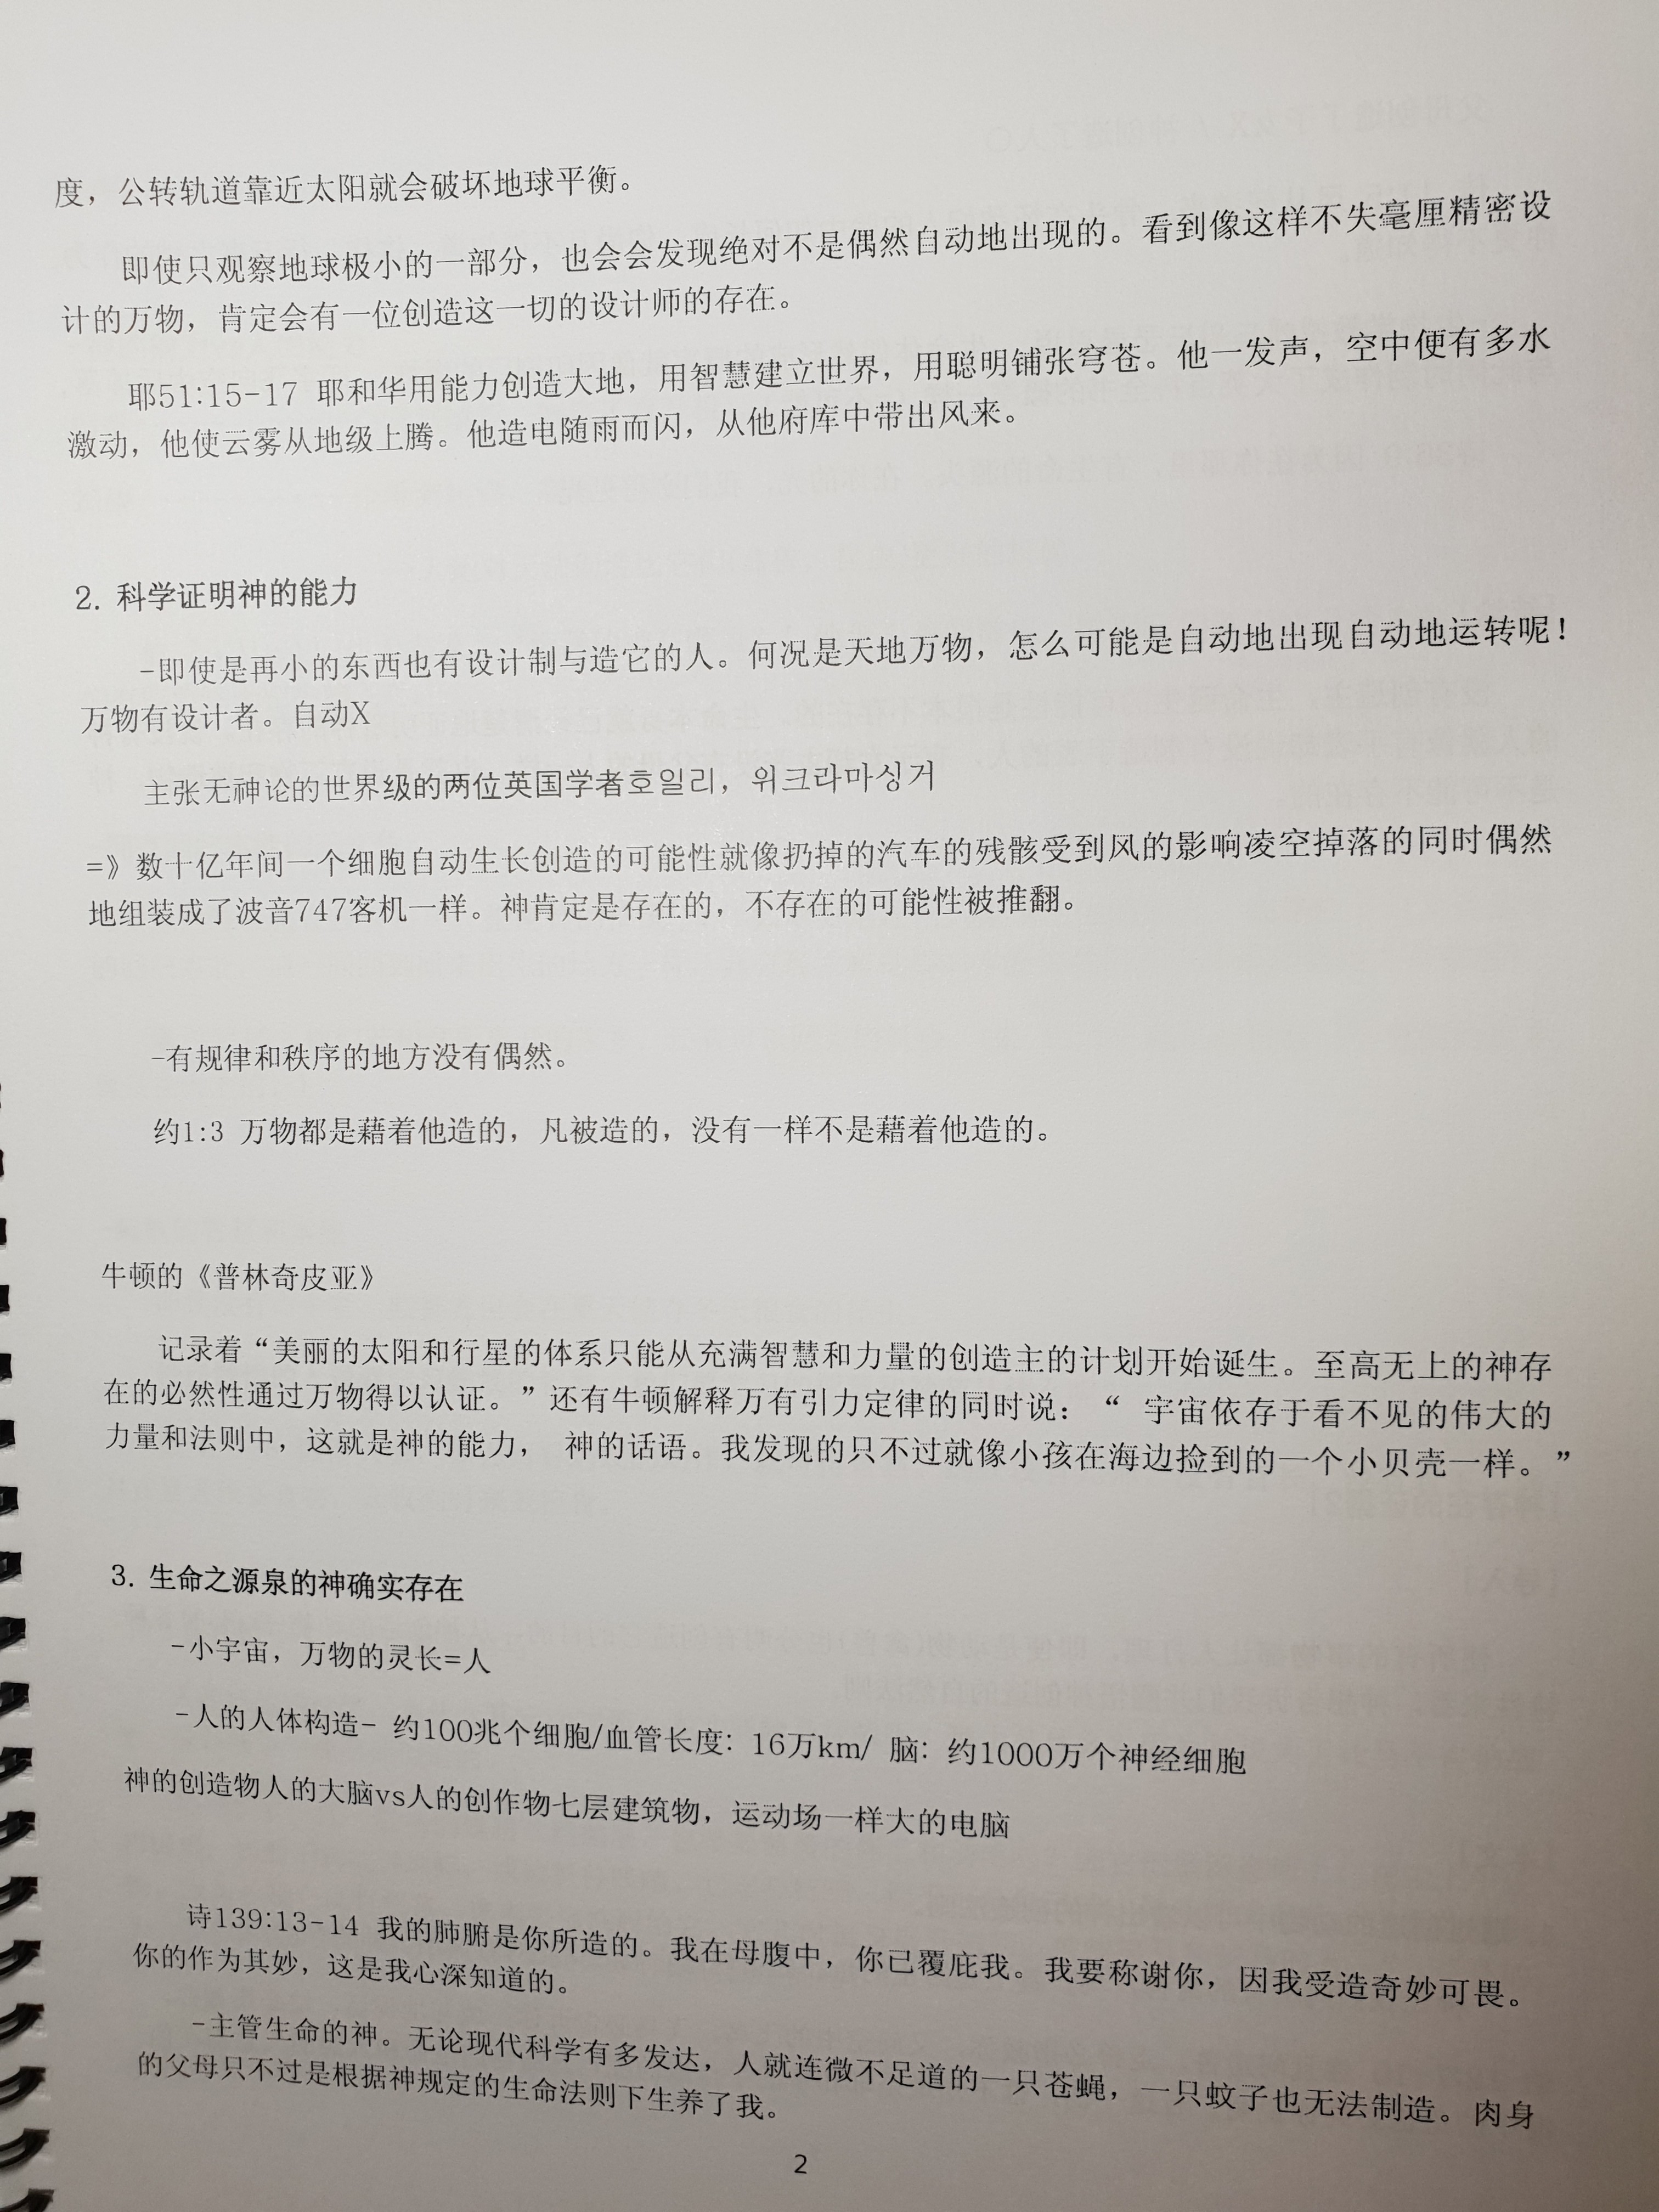 度，公转轨道靠近太阳就会破坏地球平衡。
即使只观察地球极小的一部分，也会会发现绝对不是偶然自动地出现的。看到像这样不失毫厘精密设
计的万物，肯定会有一位创造这一切的设计师的存在。
耶51:15-17 耶和华用能力创造大地，用智慧建立世界，用聪明铺张穹苍。他一发声，空中便有多水
激动，他使云雾从地级上腾。他造电随雨而闪，从他府库中带出风来。
2. 科学证明神的能力
-即使是再小的东西也有设计制与造它的人。何况是天地万物，怎么可能是自动地出现自动地运转呢！
万物有设计者。自动X
主张无神论的世界级的两位英国学者호일리，위크라마싱거
=》数十亿年间一个细胞自动生长创造的可能性就像扔掉的汽车的残骸受到风的影响凌空掉落的同时偶然
地组装成了波音747客机一样。神肯定是存在的，不存在的可能性被推翻。
-有规律和秩序的地方没有偶然。
约1:3 万物都是藉着他造的，凡被造的，没有一样不是藉着他造的。
牛顿的《普林奇皮亚》
记录着“美丽的太阳和行星的体系只能从充满智慧和力量的创造主的计划开始诞生。至高无上的神存
在的必然性通过万物得以认证。”还有牛顿解释万有引力定律的同时说：“ 宇宙依存于看不见的伟大的
力量和法则中，这就是神的能力， 神的话语。我发现的只不过就像小孩在海边捡到的一个小贝壳一样。”
3. 生命之源泉的神确实存在
-小宇宙，万物的灵长=人
-人的人体构造- 约100兆个细胞/血管长度：16万km/ 脑：约1000万个神经细胞
神的创造物人的大脑vs人的创作物七层建筑物，运动场一样大的电脑
诗139:13-14 我的肺腑是你所造的。我在母腹中，你已覆庇我。我要称谢你，因我受造奇妙可畏。
你的作为其妙，这是我心深知道的。
-主管生命的神。无论现代科学有多发达，人就连微不足道的一只苍蝇，一只蚊子也无法制造。肉身
的父母只不过是根据神规定的生命法则下生养了我。
2